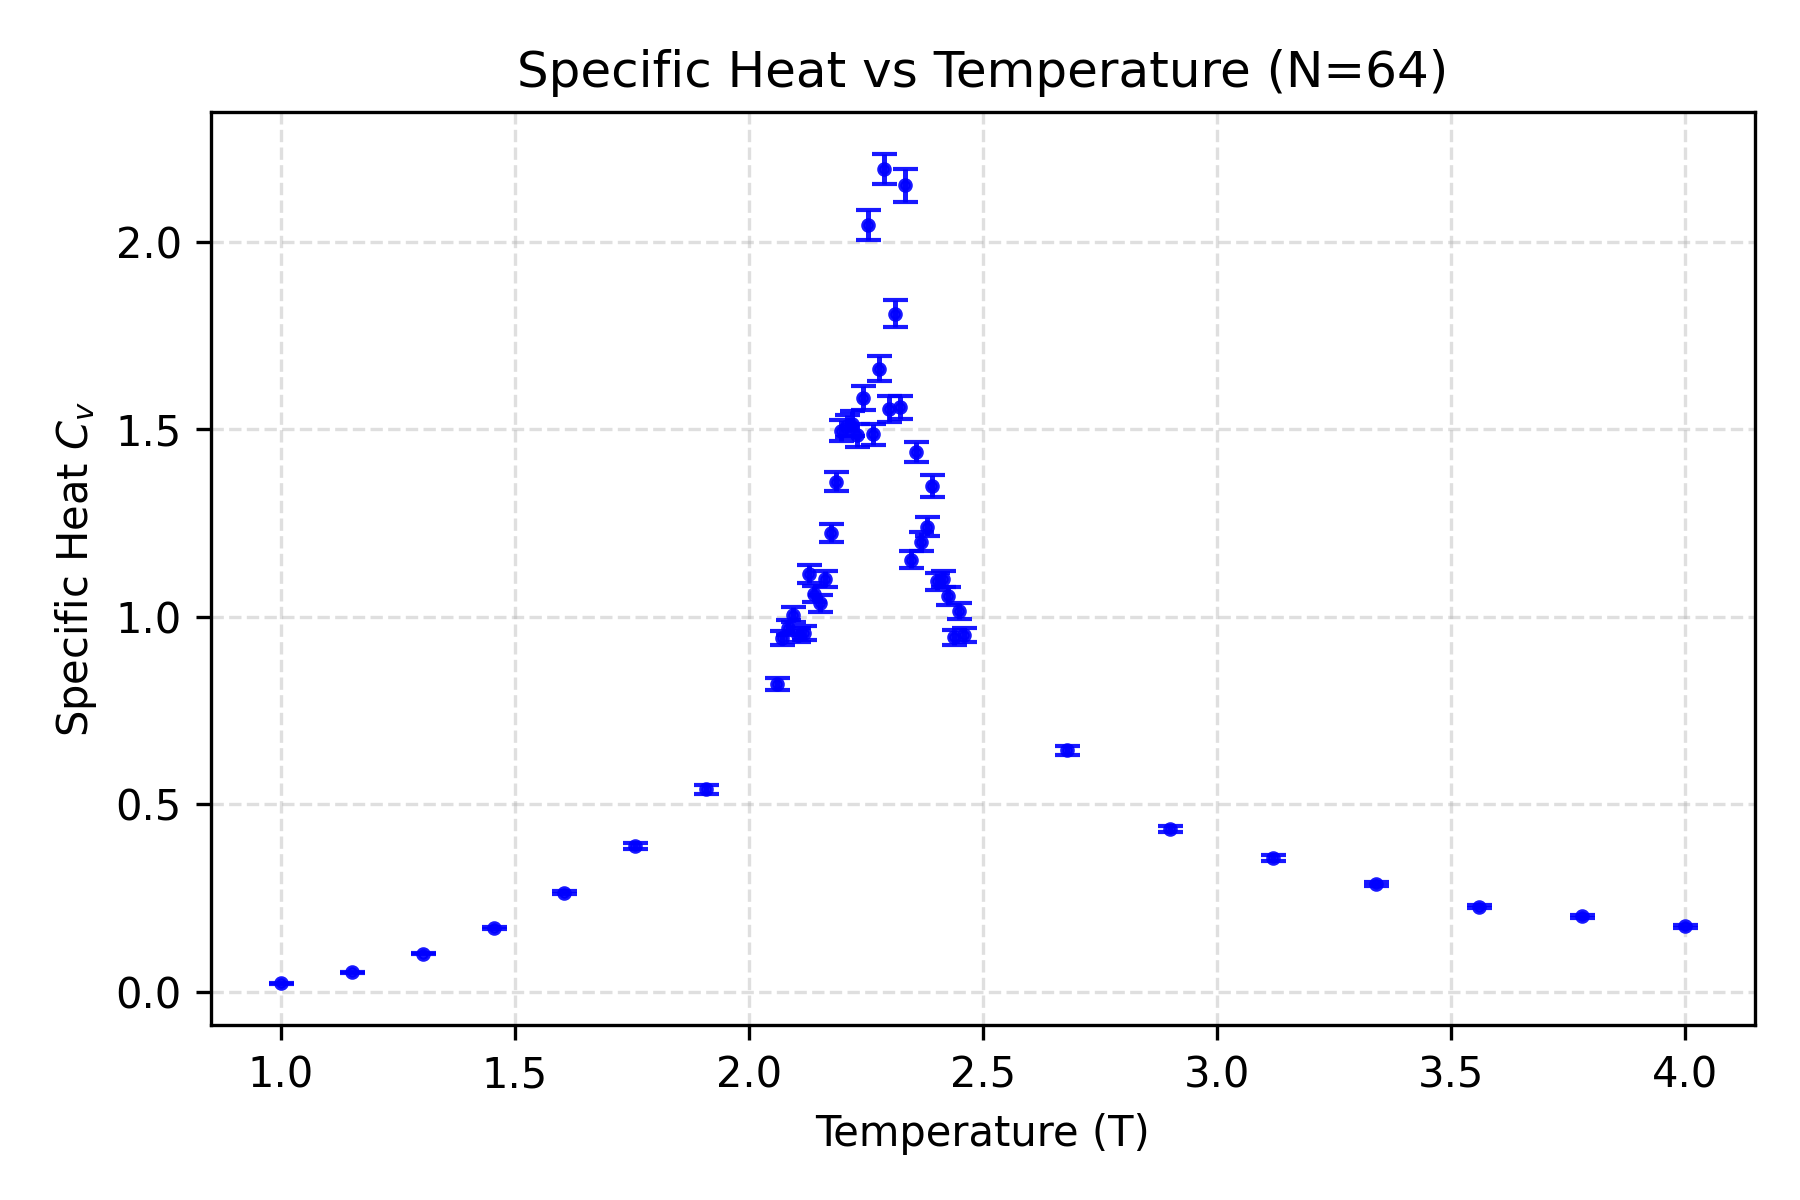 Specific Heat vs Temperature (N=64)
Specific Heat Cᵥ
2.0
1.5
1.0
0.5
0.0
1.0 1.5 2.0 2.5 3.0 3.5 4.0
Temperature (T)